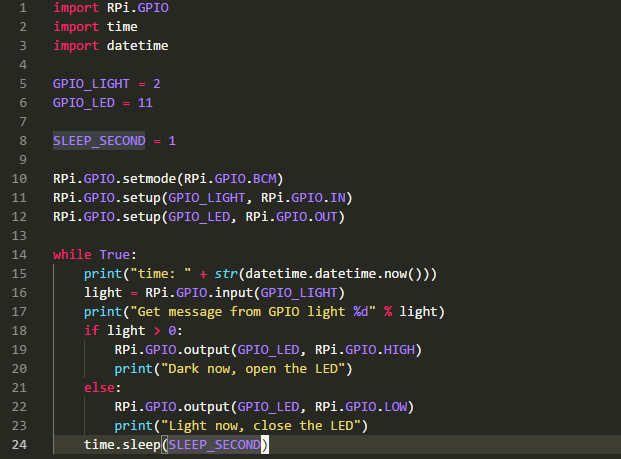 1 import RPi.GPIO
2 import time
3 import datetime
4
5 GPIO_LIGHT = 2
6 GPIO_LED = 11
7
8 SLEEP_SECOND = 1
9
10 RPi.GPIO.setmode(RPi.GPIO.BCM)
11 RPi.GPIO.setup(GPIO_LIGHT, RPi.GPIO.IN)
12 RPi.GPIO.setup(GPIO_LED, RPi.GPIO.OUT)
13
14 while True:
15     print("time: " + str(datetime.datetime.now()))
16     light = RPi.GPIO.input(GPIO_LIGHT)
17     print("Get message from GPIO light %d" % light)
18     if light > 0:
19         RPi.GPIO.output(GPIO_LED, RPi.GPIO.HIGH)
20         print("Dark now, open the LED")
21     else:
22         RPi.GPIO.output(GPIO_LED, RPi.GPIO.LOW)
23         print("Light now, close the LED")
24     time.sleep(SLEEP_SECOND)